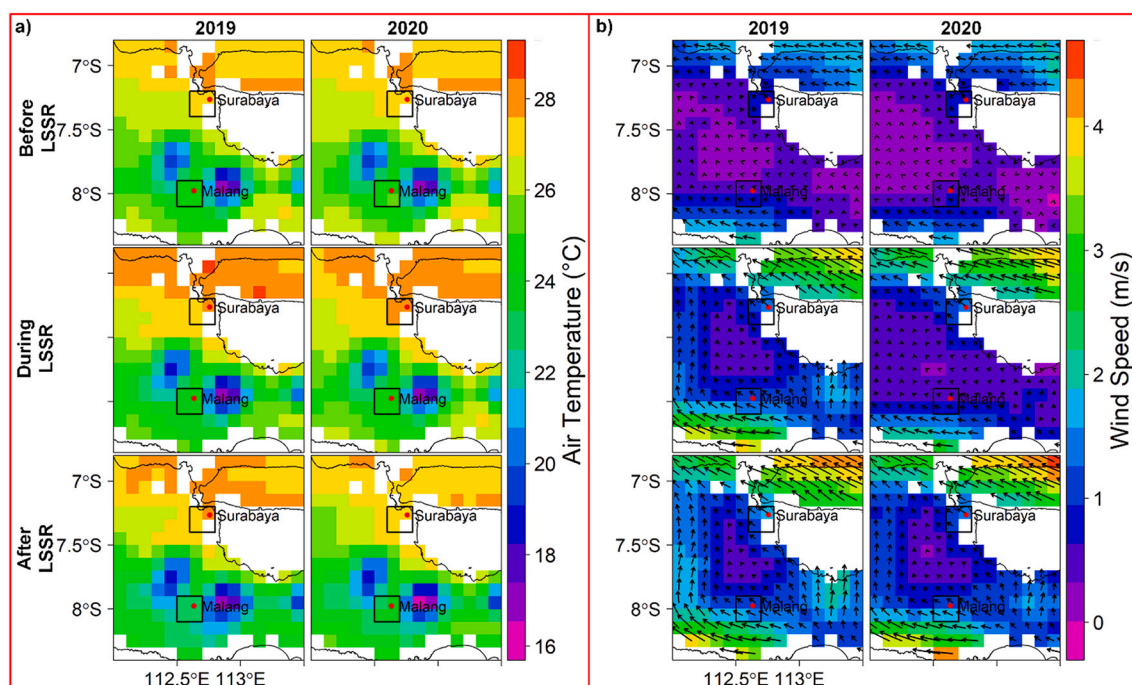 a) 2019 2020
Before LSSR
7°S
7.5°S
8°S
Surabaya
Malang
Surabaya
Malang
During LSSR
Surabaya
Malang
Surabaya
Malang
After LSSR
7°S
7.5°S
8°S
Surabaya
Malang
Surabaya
Malang
112.5°E 113°E
28
26
24
22
20
18
16
Air Temperature (°C)
b) 2019 2020
7°S
7.5°S
8°S
Surabaya
Malang
Surabaya
Malang
Surabaya
Malang
Surabaya
Malang
7°S
7.5°S
8°S
Surabaya
Malang
Surabaya
Malang
112.5°E 113°E
4
3
2
1
0
Wind Speed (m/s)